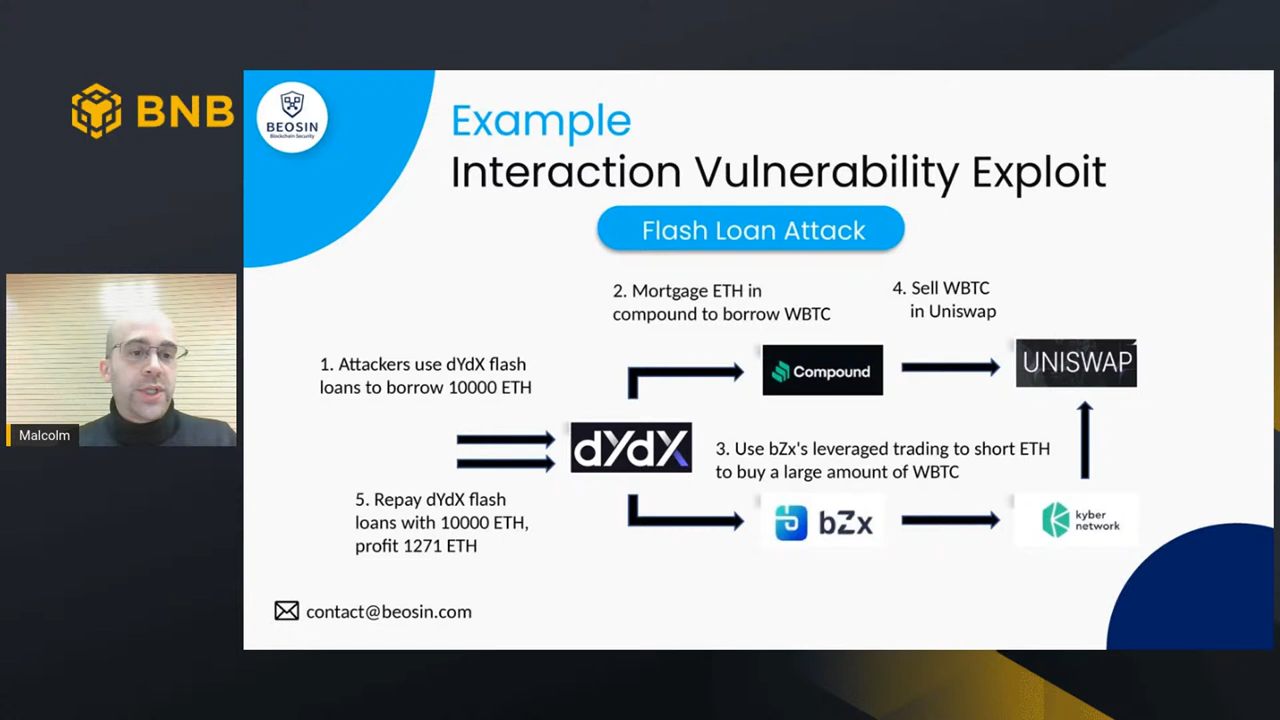 BNB
BEOSIN
Blockchain Security
Example
Interaction Vulnerability Exploit
Flash Loan Attack
1. Attackers use dYdX flash
loans to borrow 10000 ETH
2. Mortgage ETH in
compound to borrow WBTC
4. Sell WBTC
in Uniswap
Compound
UNISWAP
dYdX
3. Use bZx's leveraged trading to short ETH
to buy a large amount of WBTC
bZx
kyber
network
5. Repay dYdX flash
loans with 10000 ETH,
profit 1271 ETH
contact@beosin.com
Malcolm